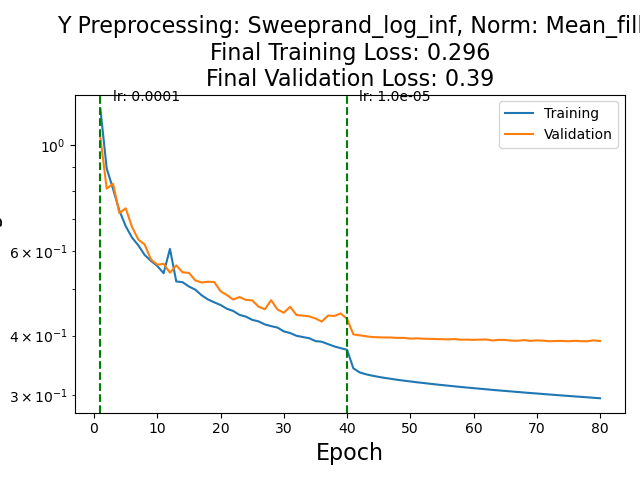 Y Preprocessing: Sweeprand_log_inf, Norm: Mean_fill
Final Training Loss: 0.296
Final Validation Loss: 0.39
lr: 0.0001
lr: 1.0e-05
Training
Validation
10⁰
6 × 10⁻¹
4 × 10⁻¹
3 × 10⁻¹
0 10 20 30 40 50 60 70 80
Epoch